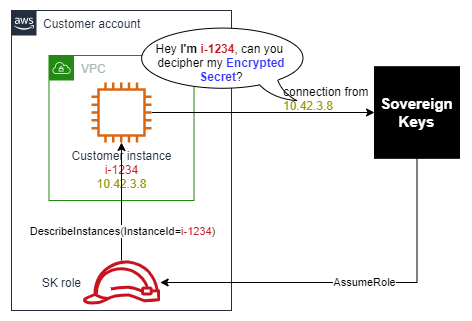 aws
Customer account
VPC
Hey I'm i-1234, can you
decipher my Encrypted
Secret?
connection from
10.42.3.8
Sovereign
Keys
Customer instance
i-1234
10.42.3.8
DescribeInstances(InstanceId=i-1234)
SK role
AssumeRole